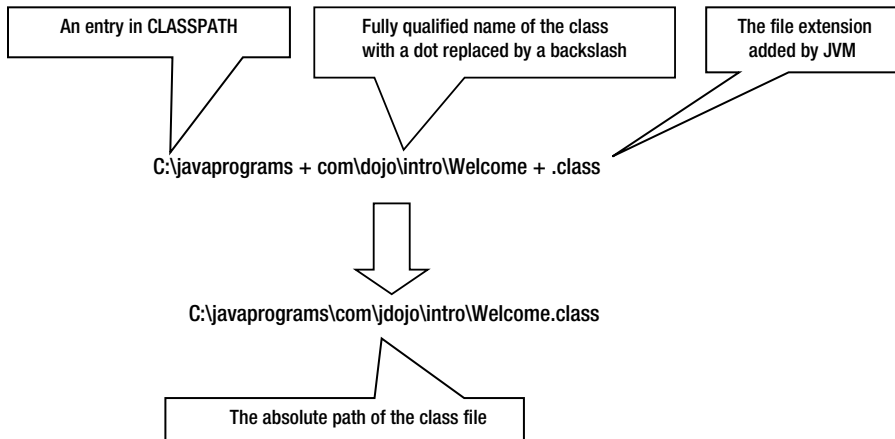 An entry in CLASSPATH
Fully qualified name of the class
with a dot replaced by a backslash
The file extension
added by JVM
C:\javaprograms + com\dojo\intro\Welcome + .class
C:\javaprograms\com\jdojo\intro\Welcome.class
The absolute path of the class file